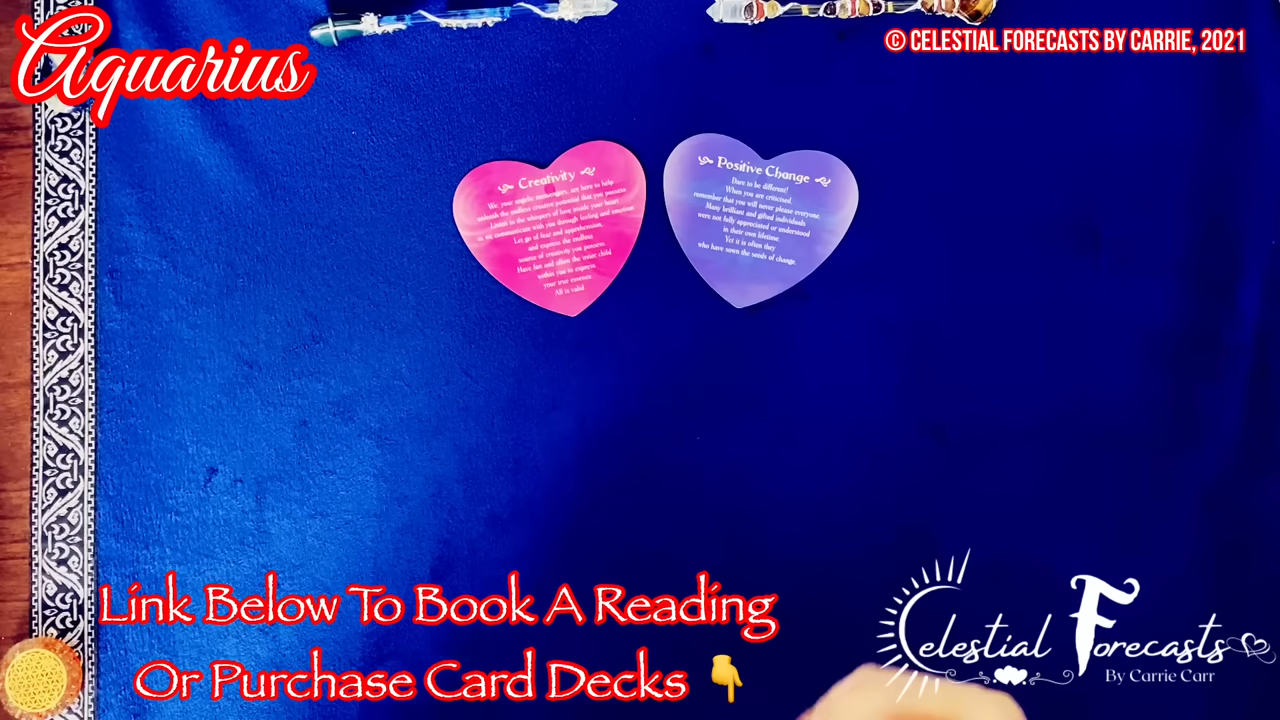 Aquarius
© CELESTIAL FORECASTS BY CARRIE, 2021
Creativity
We, your angelic messengers, are here to help
unleash the endless creative potential that you possess
Listen to the whispers of love inside your heart
as we communicate with you through feeling and emotion
Let go of fear and apprehension,
and express the endless
source of creativity you possess.
Have fun and allow the inner child
within you to express
your true essence
All is valid
Positive Change
Dare to be different!
When you are criticised,
remember that you will never please everyone.
Many brilliant and gifted individuals
were not fully appreciated or understood
in their own lifetime.
Yet it is often they
who have sown the seeds of change.
Link Below To Book A Reading
Or Purchase Card Decks 👇
Celestial Forecasts
By Carrie Carr